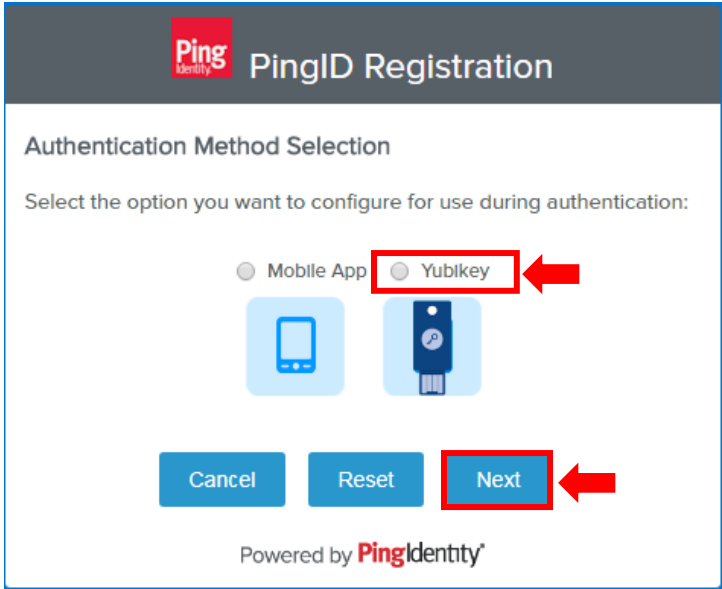 Ping
Identity
PingID Registration
Authentication Method Selection
Select the option you want to configure for use during authentication:
Mobile App Yubikey
Cancel Reset Next
Powered by PingIdentity